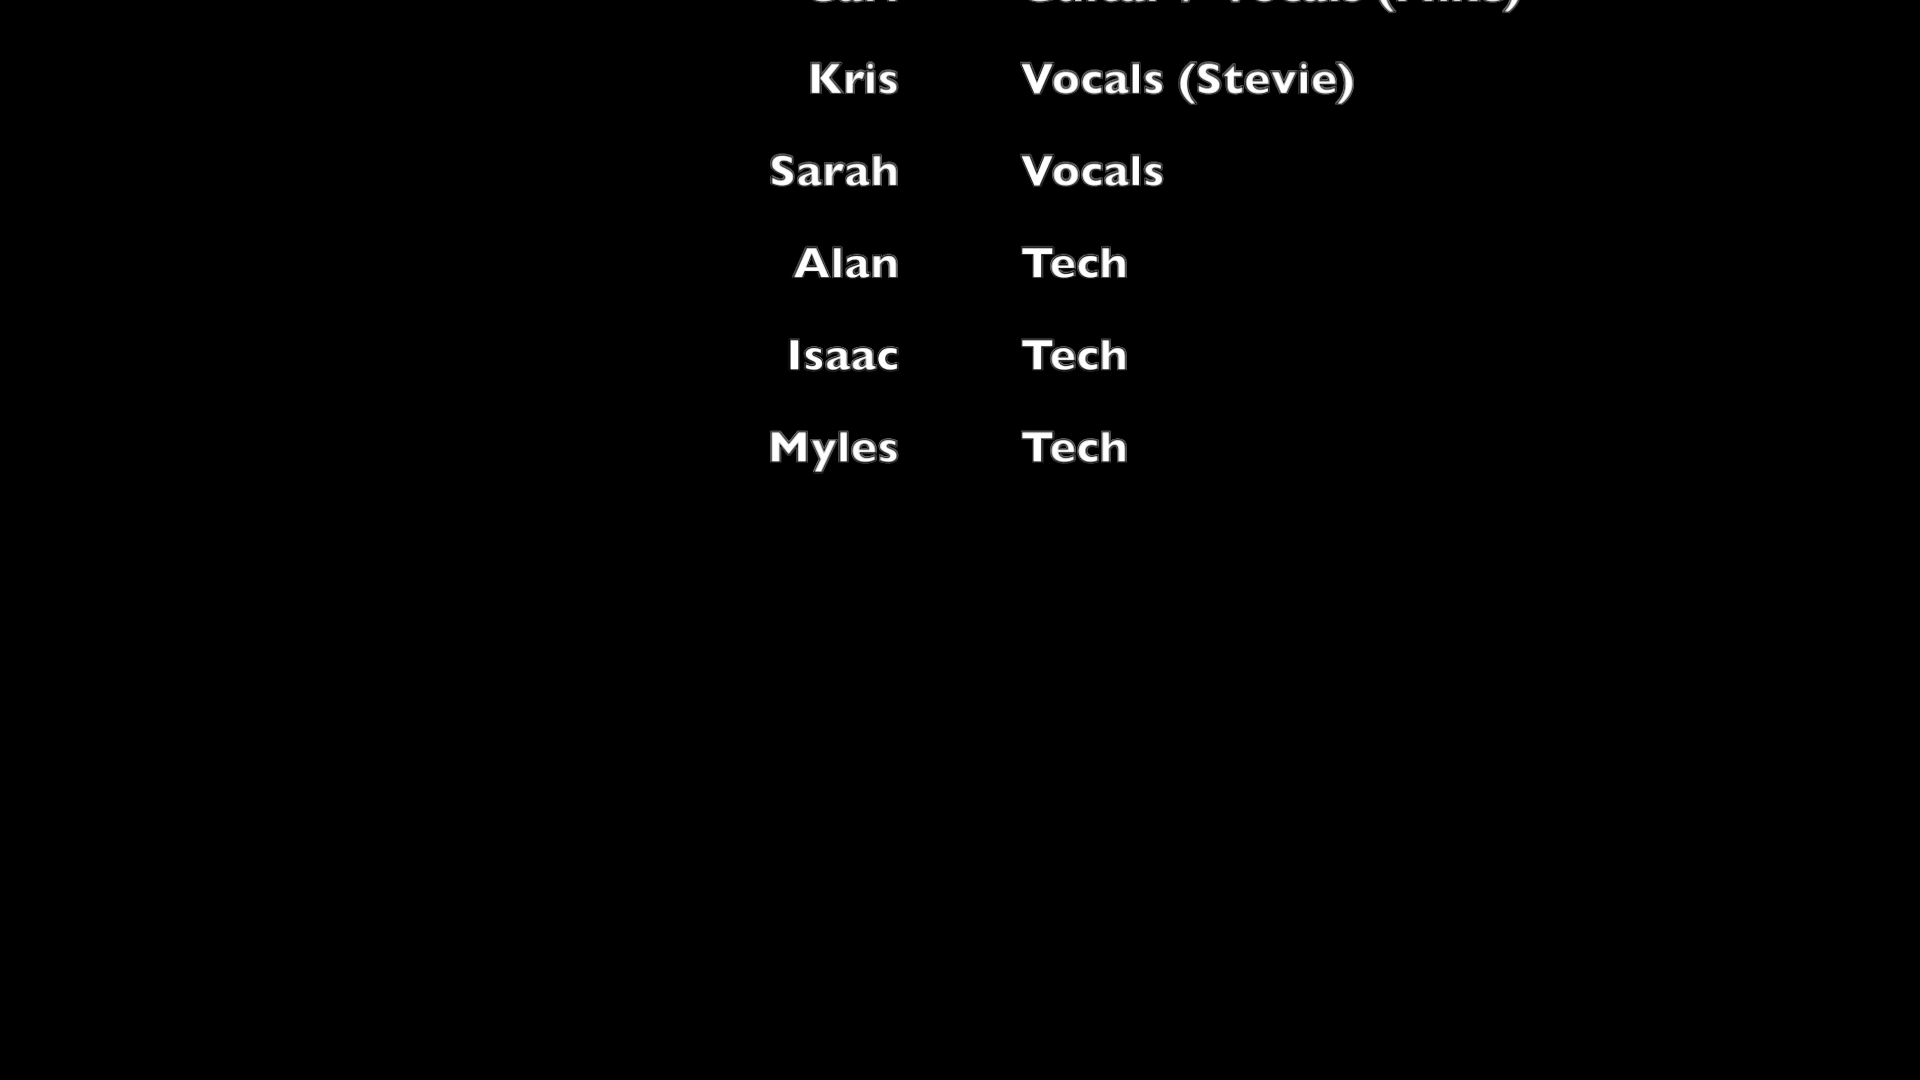 Kris Vocals (Stevie)
Sarah Vocals
Alan Tech
Isaac Tech
Myles Tech